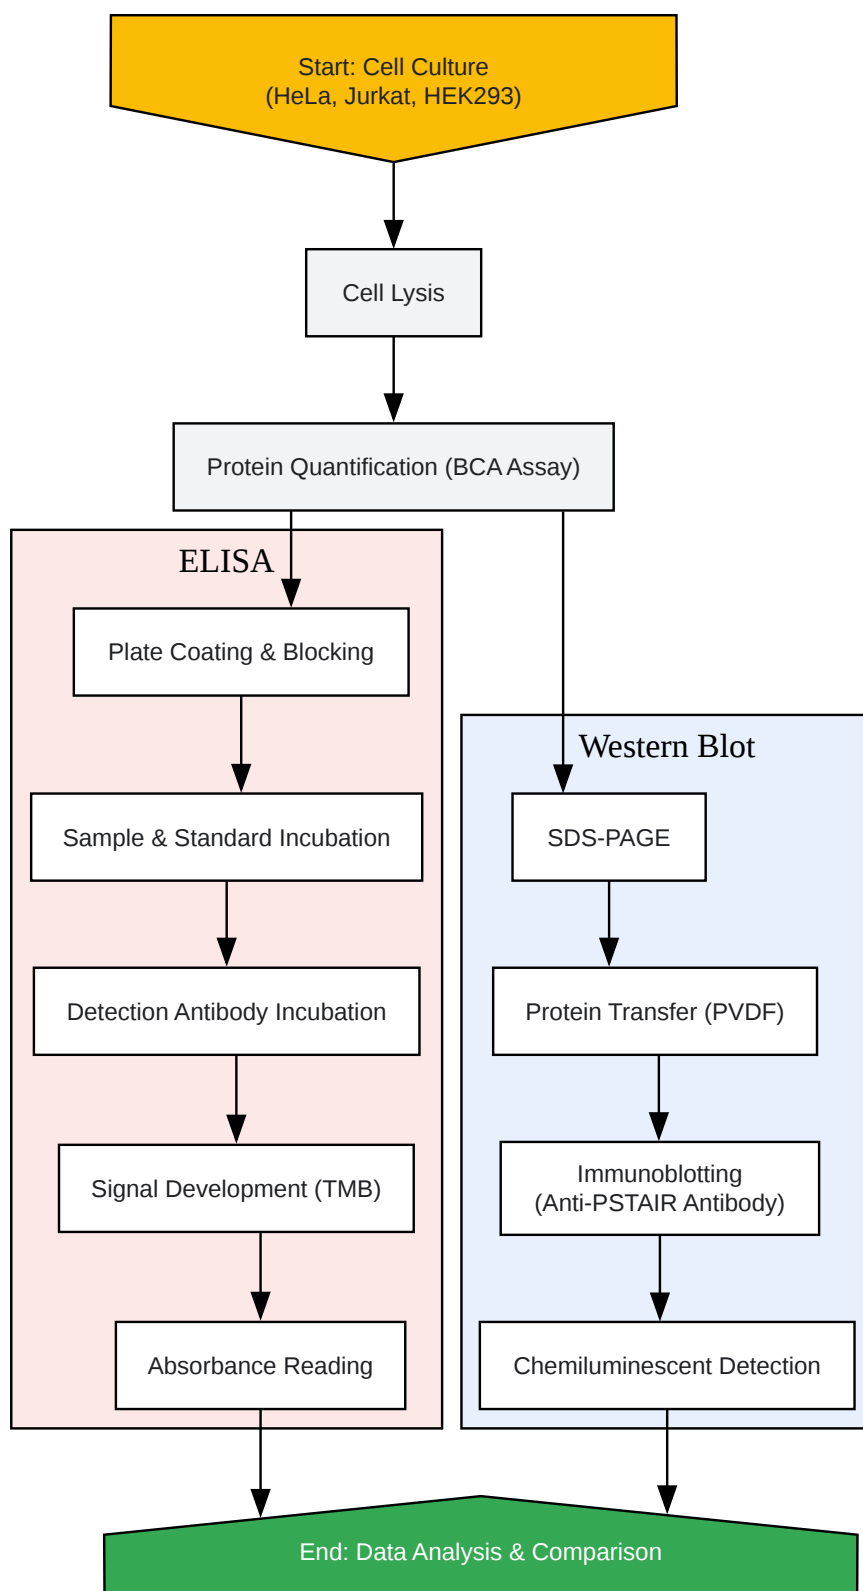 Start: Cell Culture
(HeLa, Jurkat, HEK293)
Cell Lysis
Protein Quantification (BCA Assay)
ELISA
Plate Coating & Blocking
Sample & Standard Incubation
Detection Antibody Incubation
Signal Development (TMB)
Absorbance Reading
Western Blot
SDS-PAGE
Protein Transfer (PVDF)
Immunoblotting
(Anti-PSTAIR Antibody)
Chemiluminescent Detection
End: Data Analysis & Comparison